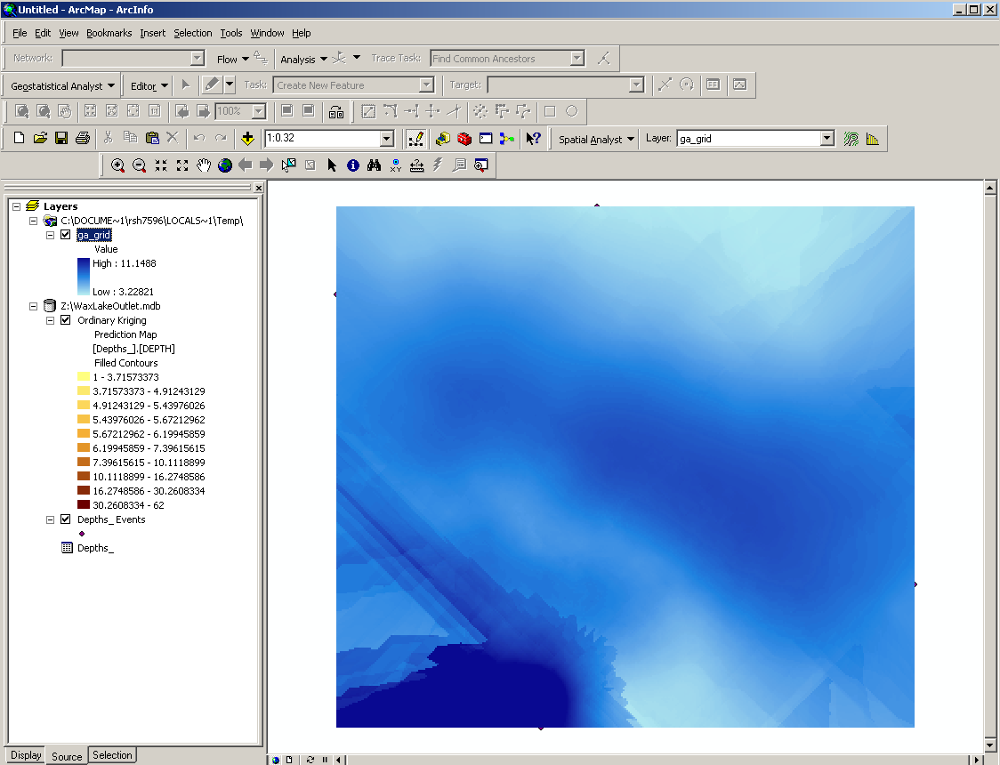 Untitled - ArcMap - ArcInfo
File Edit View Bookmarks Insert Selection Tools Window Help
Network: Flow Analysis Trace Task: Find Common Ancestors
Geostatistical Analyst Editor Task: Create New Feature Target:
100%
1:0.32 Spatial Analyst Layer: ga_grid
Layers
C:\DOCUME~1\rsh7596\LOCALS~1\Temp\
ga_grid
Value
High : 11.1488
Low : 3.22821
Z:\WaxLakeOutlet.mdb
Ordinary Kriging
Prediction Map
[Depths_].[DEPTH]
Filled Contours
1 - 3.71573373
3.71573373 - 4.91243129
4.91243129 - 5.43976026
5.43976026 - 5.67212962
5.67212962 - 6.19945859
6.19945859 - 7.39615615
7.39615615 - 10.1118899
10.1118899 - 16.2748586
16.2748586 - 30.2608334
30.2608334 - 62
Depths_ Events
Depths_
Display Source Selection